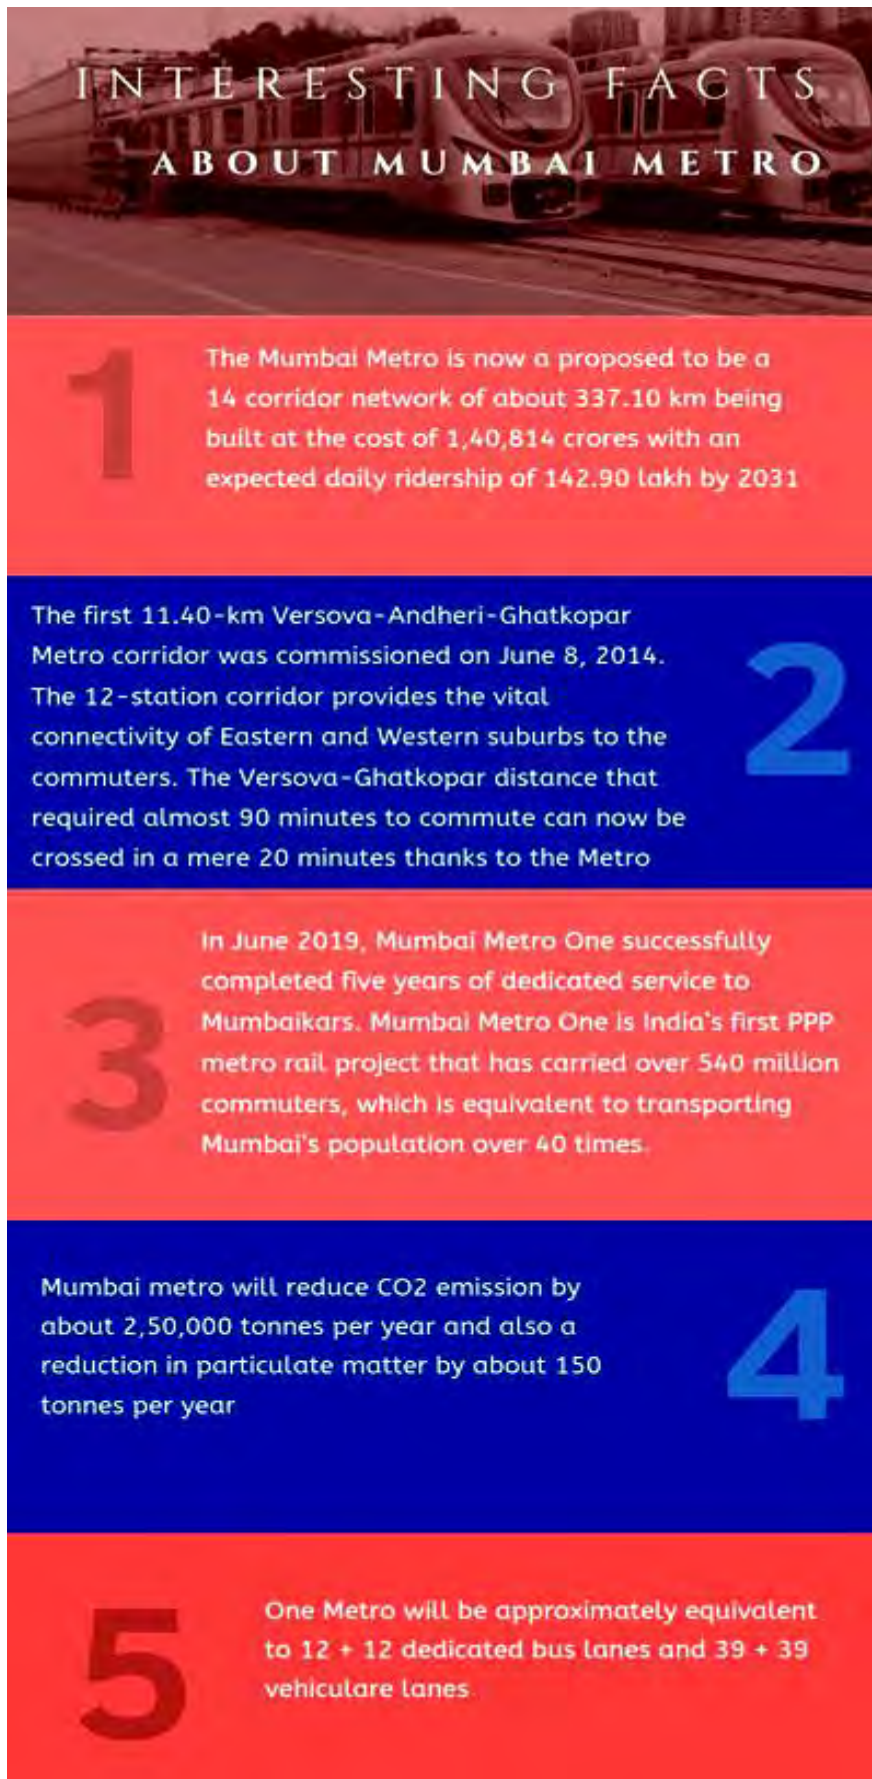 INTERESTING FACTS
ABOUT MUMBAI METRO
1
The Mumbai Metro is now a proposed to be a
14 corridor network of about 337.10 km being
built at the cost of 1,40,814 crores with an
expected daily ridership of 142.90 lakh by 2031
The first 11.40-km Versova-Andheri-Ghatkopar
Metro corridor was commissioned on June 8, 2014.
The 12-station corridor provides the vital
connectivity of Eastern and Western suburbs to the
commuters. The Versova-Ghatkopar distance that
required almost 90 minutes to commute can now be
crossed in a mere 20 minutes thanks to the Metro
2
In June 2019, Mumbai Metro One successfully
completed five years of dedicated service to
Mumbaikars. Mumbai Metro One is India's first PPP
metro rail project that has carried over 540 million
commuters, which is equivalent to transporting
Mumbai's population over 40 times.
3
Mumbai metro will reduce CO2 emission by
about 2,50,000 tonnes per year and also a
reduction in particulate matter by about 150
tonnes per year
4
5
One Metro will be approximately equivalent
to 12 + 12 dedicated bus lanes and 39 + 39
vehiculare lanes